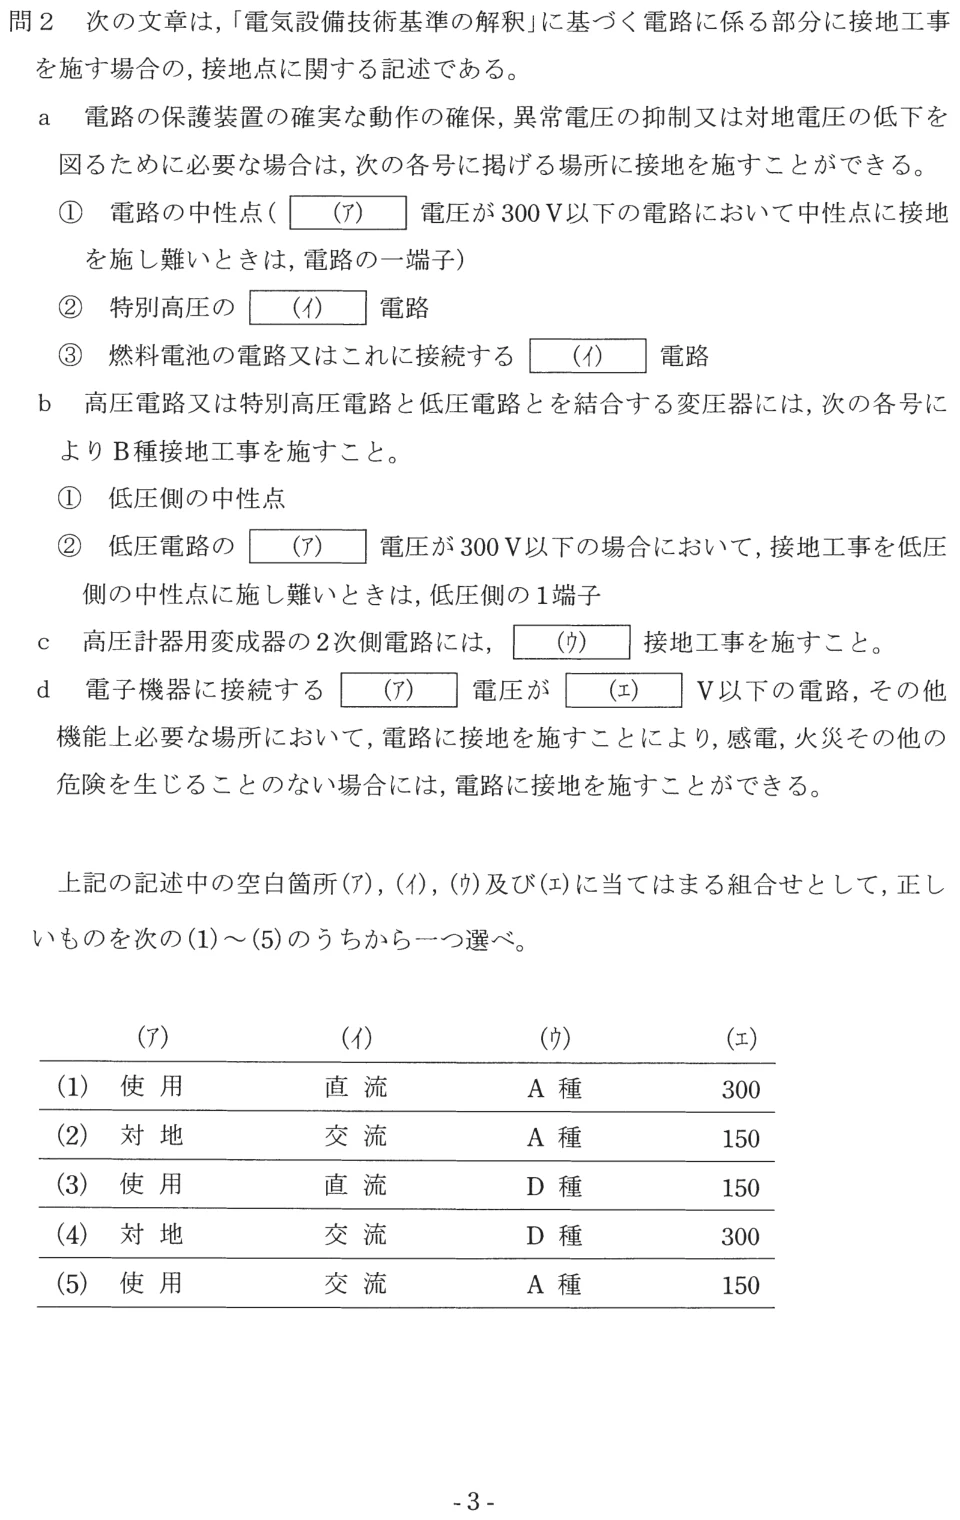 問2 次の文章は,「電気設備技術基準の解釈」に基づく電路に係る部分に接地工事
を施す場合の, 接地点に関する記述である。
a 電路の保護装置の確実な動作の確保, 異常電圧の抑制又は対地電圧の低下を
図るために必要な場合は, 次の各号に掲げる場所に接地を施すことができる。
① 電路の中性点( (ア) 電圧が300V以下の電路において中性点に接地
を施し難いときは, 電路の一端子)
② 特別高圧の (イ) 電路
③ 燃料電池の電路又はこれに接続する (イ) 電路
b 高圧電路又は特別高圧電路と低圧電路とを結合する変圧器には, 次の各号に
よりB種接地工事を施すこと。
① 低圧側の中性点
② 低圧電路の (ア) 電圧が300V以下の場合において, 接地工事を低圧
側の中性点に施し難いときは, 低圧側の1端子
c 高圧計器用変成器の2次側電路には, (ウ) 接地工事を施すこと。
d 電子機器に接続する (ア) 電圧が (エ) V以下の電路, その他
機能上必要な場所において, 電路に接地を施すことにより, 感電, 火災その他の
危険を生じることのない場合には, 電路に接地を施すことができる。
上記の記述中の空白箇所(ア), (イ), (ウ)及び(エ)に当てはまる組合せとして, 正し
いものを次の(1)～(5)のうちから一つ選べ。
(ア) (イ) (ウ) (エ)
(1) 使用 直流 A種 300
(2) 対地 交流 A種 150
(3) 使用 直流 D種 150
(4) 対地 交流 D種 300
(5) 使用 交流 A種 150
-3-